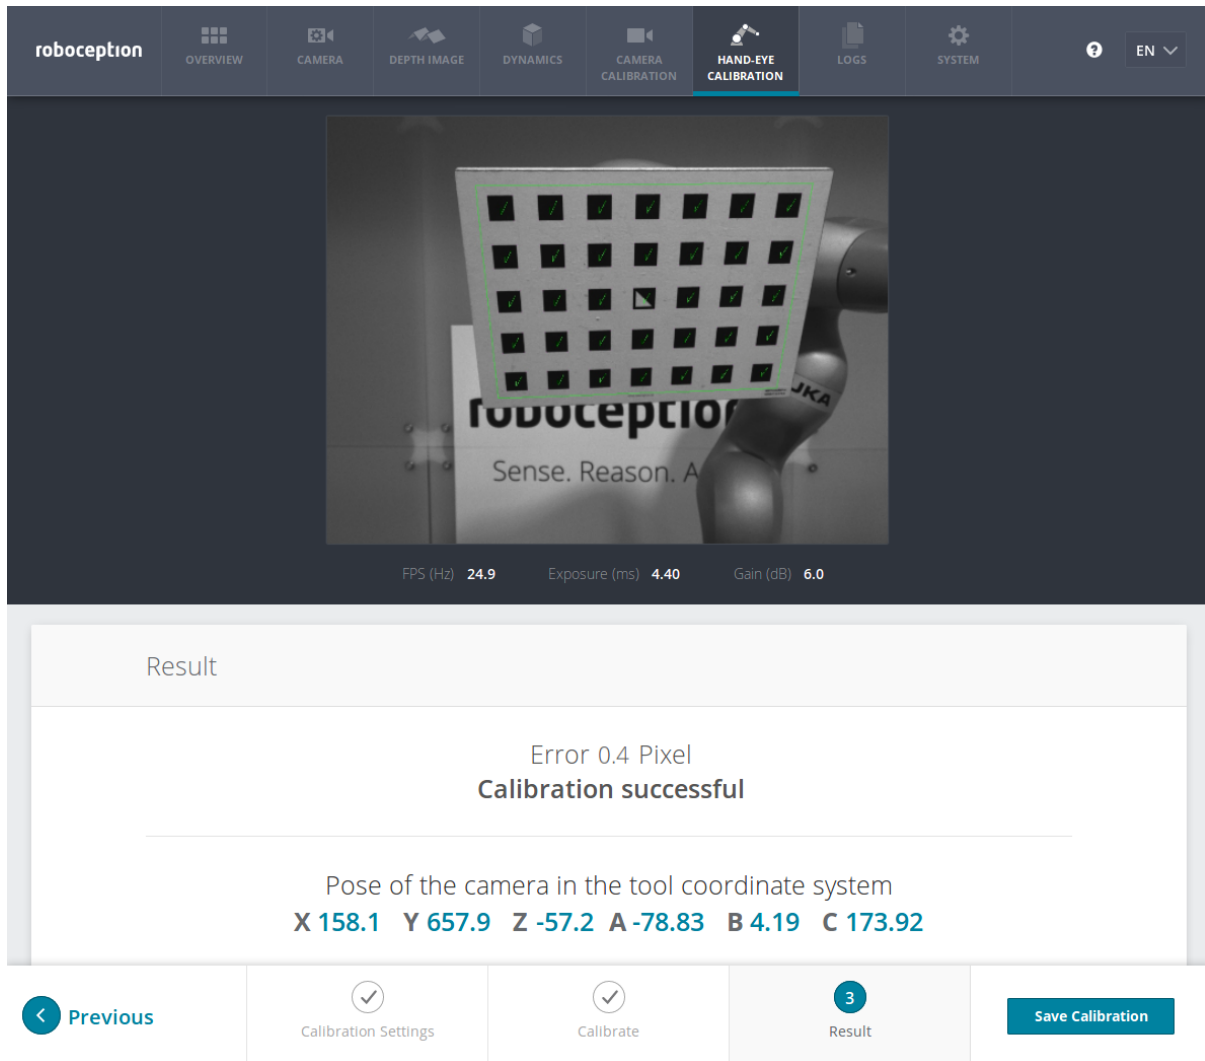 roboception
OVERVIEW
CAMERA
DEPTH IMAGE
DYNAMICS
CAMERA
CALIBRATION
HAND-EYE
CALIBRATION
LOGS
SYSTEM
?
EN
roboception
Sense. Reason. A
UKA
FPS (Hz) 24.9 Exposure (ms) 4.40 Gain (dB) 6.0
Result
Error 0.4 Pixel
Calibration successful
Pose of the camera in the tool coordinate system
X 158.1 Y 657.9 Z -57.2 A -78.83 B 4.19 C 173.92
Previous
Calibration Settings
Calibrate
3
Result
Save Calibration